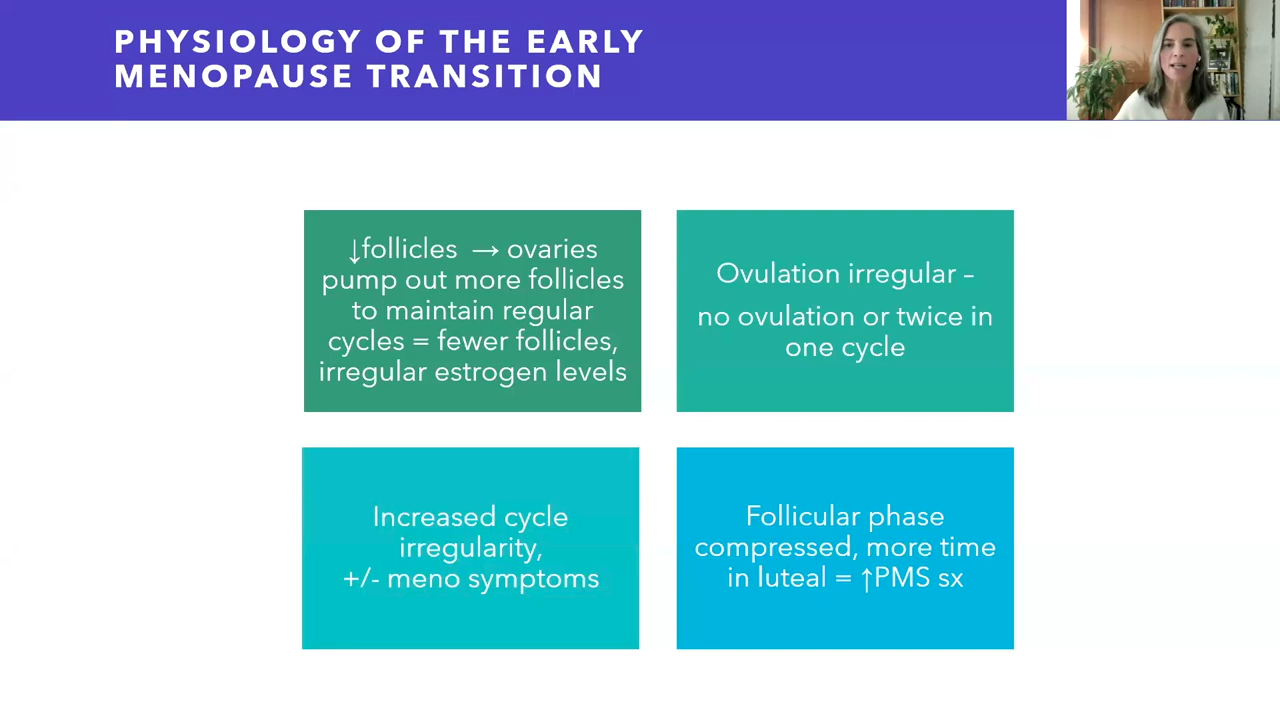 PHYSIOLOGY OF THE EARLY
MENOPAUSE TRANSITION
↓follicles → ovaries
pump out more follicles
to maintain regular
cycles = fewer follicles,
irregular estrogen levels
Ovulation irregular –
no ovulation or twice in
one cycle
Increased cycle
irregularity,
+/- meno symptoms
Follicular phase
compressed, more time
in luteal = ↑PMS sx